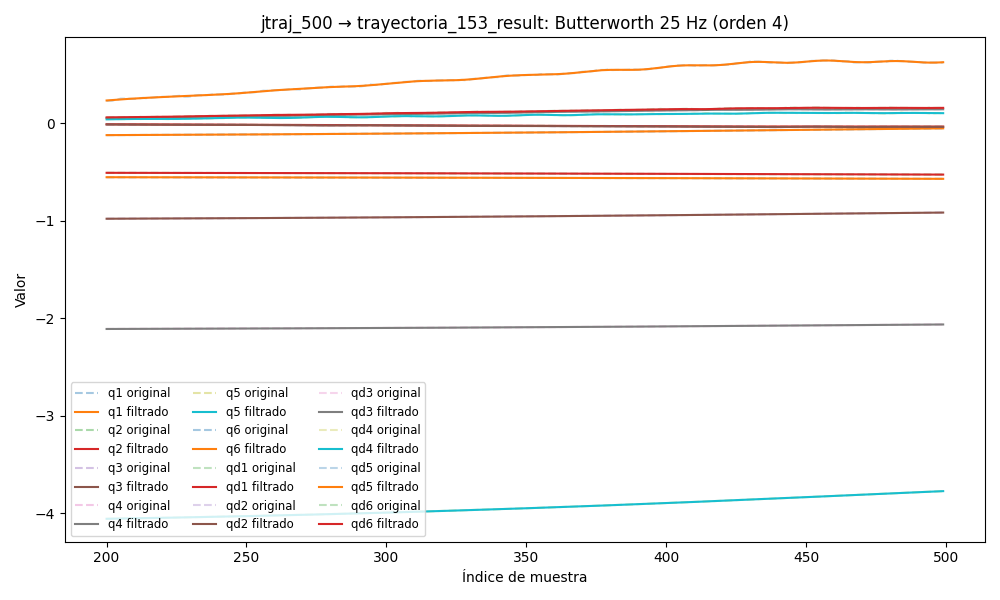 jtraj_500 → trayectoria_153_result: Butterworth 25 Hz (orden 4)
Valor
0
−1
−2
−3
−4
q1 original
q1 filtrado
q2 original
q2 filtrado
q3 original
q3 filtrado
q4 original
q4 filtrado
q5 original
q5 filtrado
q6 original
q6 filtrado
qd1 original
qd1 filtrado
qd2 original
qd2 filtrado
qd3 original
qd3 filtrado
qd4 original
qd4 filtrado
qd5 original
qd5 filtrado
qd6 original
qd6 filtrado
200
250
300
350
400
450
500
Índice de muestra